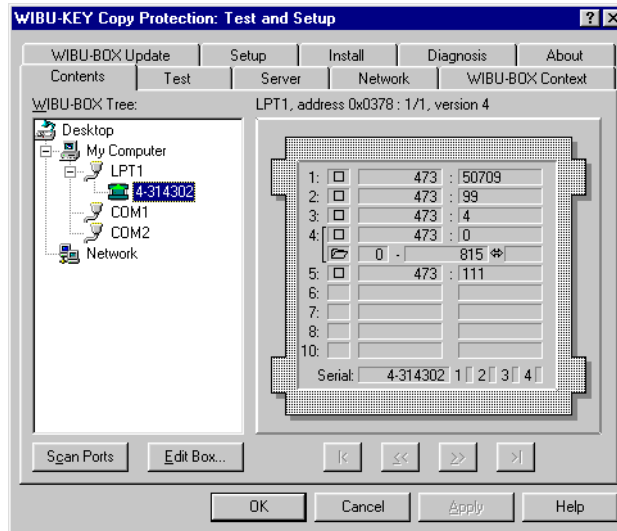 WIBU-KEY Copy Protection: Test and Setup
WIBU-BOX Update Setup Install Diagnosis About
Contents Test Server Network WIBU-BOX Context
WIBU-BOX Tree:
LPT1, address 0x0378 : 1/1, version 4
Desktop
My Computer
LPT1
4-314302
COM1
COM2
Network
1: 473 : 50709
2: 473 : 99
3: 473 : 4
4: 473 : 0
0 - 815
5: 473 : 111
6:
7:
8:
10:
Serial: 4-314302 1 2 3 4
Scan Ports Edit Box... |< << >> >|
OK Cancel Apply Help